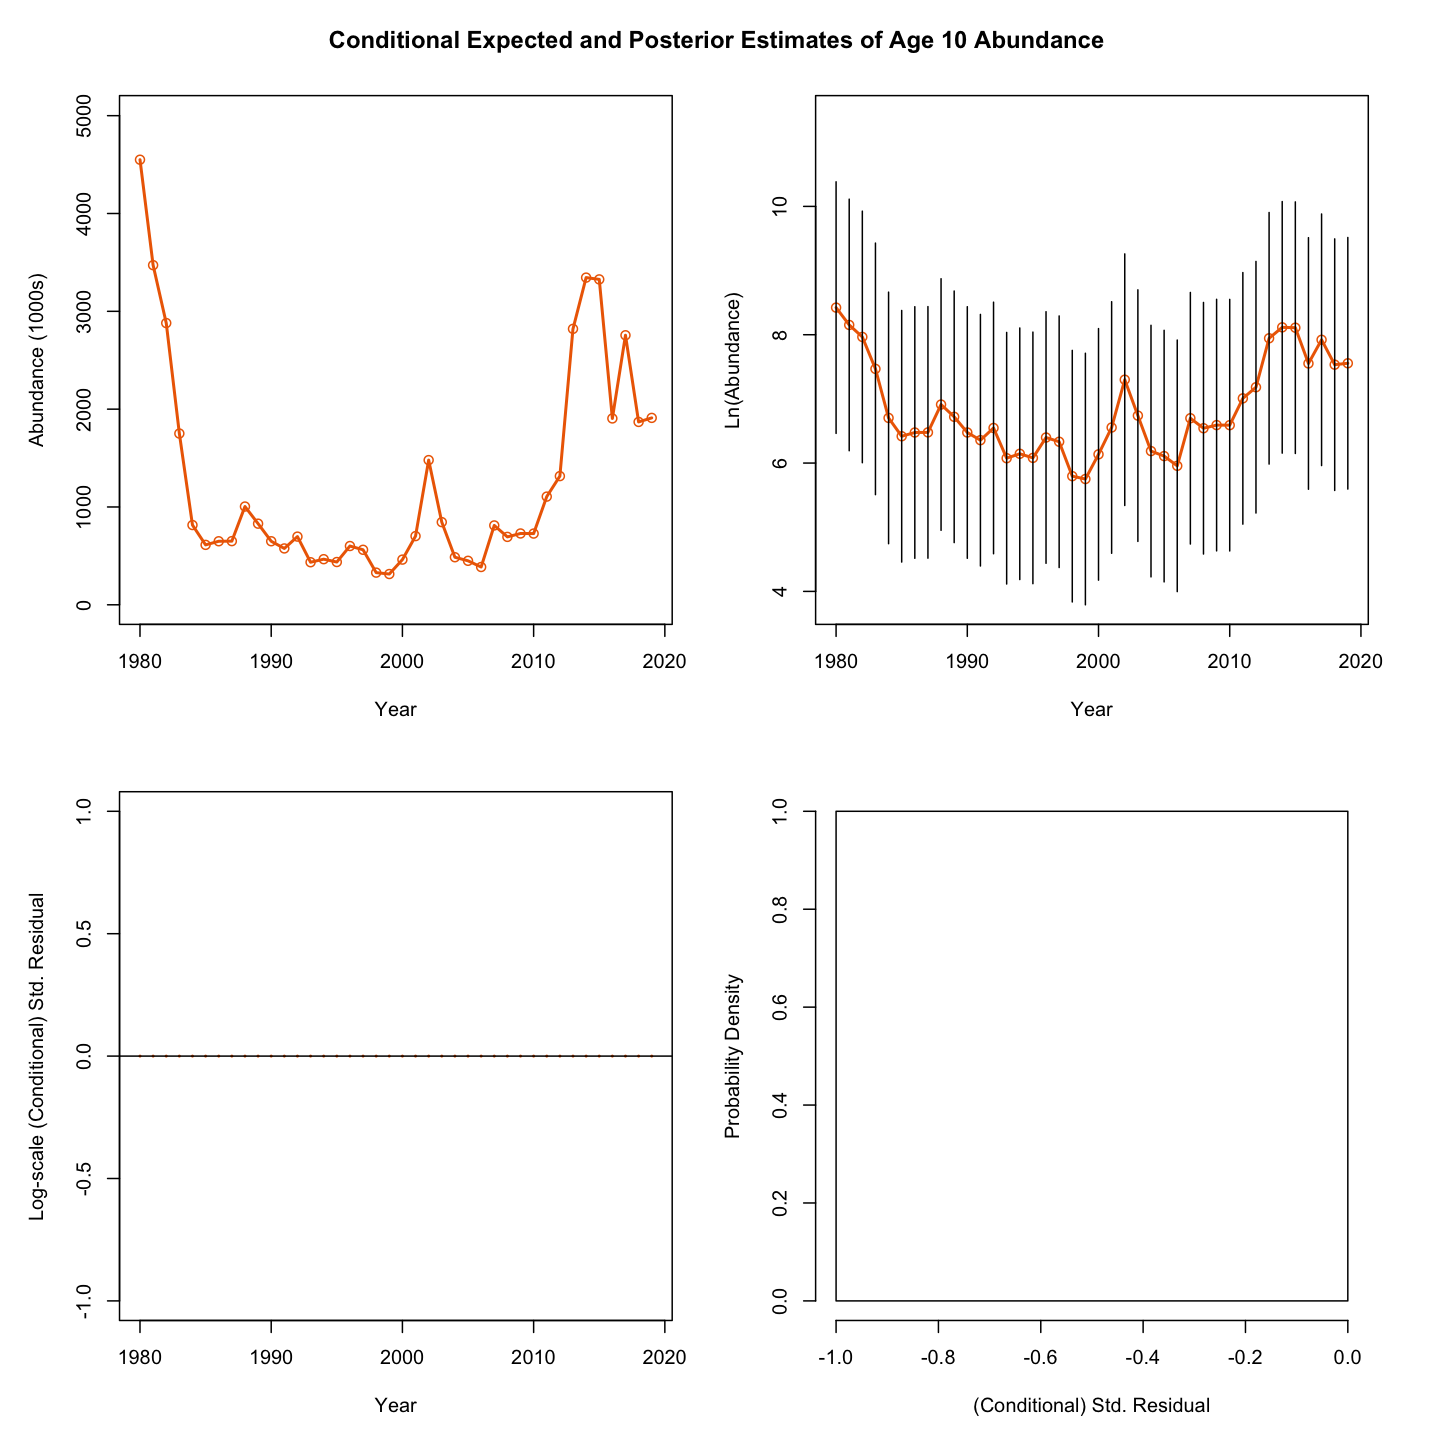 Conditional Expected and Posterior Estimates of Age 10 Abundance
Abundance (1000s)
5000
4000
3000
2000
1000
0
1980 1990 2000 2010 2020
Year
Ln(Abundance)
10
8
6
4
1980 1990 2000 2010 2020
Year
Log-scale (Conditional) Std. Residual
1.0
0.5
0.0
-0.5
-1.0
1980 1990 2000 2010 2020
Year
Probability Density
1.0
0.8
0.6
0.4
0.2
0.0
-1.0 -0.8 -0.6 -0.4 -0.2 0.0
(Conditional) Std. Residual